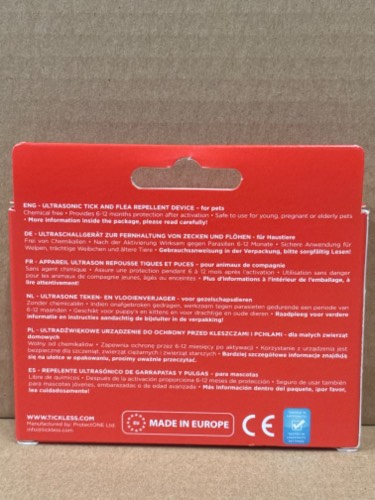 ENG - ULTRASONIC TICK AND FLEA REPELLENT DEVICE - for pets
Chemical free • Provides 6-12 months protection after activation • Safe to use for young, pregnant or elderly pets
• More information inside the package, please read carefully!
DE - ULTRASCHALLGERÄT ZUR FERNHALTUNG VON ZECKEN UND FLÖHEN - für Haustiere
Frei von Chemikalien • Nach der Aktivierung Wirksam gegen Parasiten 6-12 Monate • Sichere Anwendung für
Welpen, trächtige Weibchen und ältere Tiere • Gebrauchsanweisung in der Verpackung, bitte sorgfältig Lesen!
FR - APPAREIL ULTRASON REPOUSSE TIQUES ET PUCES - pour animaux de compagnie
Sans agent chimique • Assure une protection pendant 6 à 12 mois après l'activation • Utilisation sans danger
pour les animaux de compagnie jeunes, âgés ou enceintes • Plus d'informations à l'intérieur de l'emballage, à
lire attentivement!
NL - ULTRASONE TEKEN- EN VLOOIENVERJAGER - voor gezelschapsdieren
Zonder chemicaliën • Indien onafgebroken gedragen, werkzaam tegen parasieten gedurende een periode van
6-12 maanden • Geschikt voor puppy's en kittens en voor drachtige en oude dieren • Raadpleeg voor verdere
informatie en instructies aandachtig de bijsluiter in de verpakking!
PL - ULTRADŹWIĘKOWE URZĄDZENIE DO OCHRONY PRZED KLESZCZAMI I PCHŁAMI - dla małych zwierząt
domowych
Wolny od chemikaliów • Zapewnia ochronę przez 6-12 miesięcy po aktywacji • Korzystanie z urządzenia jest
bezpieczne dla szczeniąt, zwierząt ciężarnych i zwierząt starszych • Bardziej szczegółowe informacje znajdują
się na ulotce w opakowaniu, prosimy uważnie przeczytać.
ES - REPELENTE ULTRASÓNICO DE GARRAPATAS Y PULGAS - para mascotas
Libre de químicos • Después de la activación proporciona 6-12 meses de protección • Seguro de usar también
para mascotas jóvenes, embarazadas o de edad avanzada • Más información dentro del paquete, ¡por favor,
lea cuidadosamente!
WWW.TICKLESS.COM
Manufactured by: ProtectONE Ltd.
info@tickless.com
EU
MADE IN EUROPE
CE